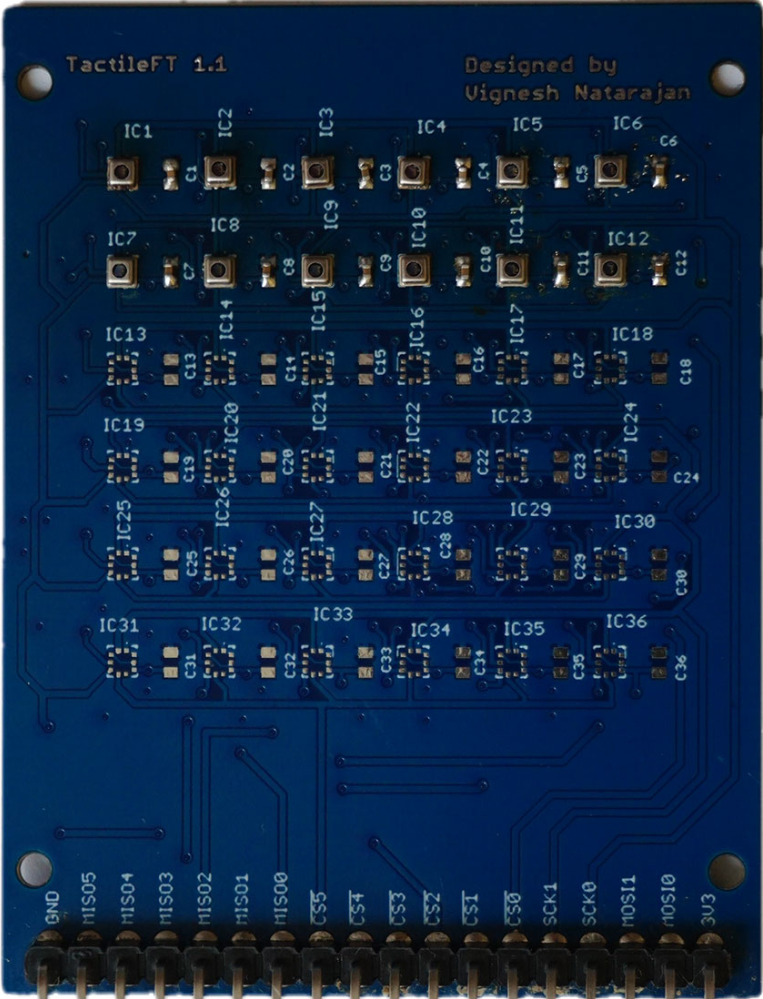 TactileFT 1.1
Designed by
Vignesh Natarajan
IC1 IC2 IC3 IC4 IC5 IC6
C1 C2 C3 C4 C5 C6
IC7 IC8 IC9 IC10 IC11 IC12
C7 C8 C9 C10 C11 C12
IC13 IC14 IC15 IC16 IC17 IC18
C13 C14 C15 C16 C17 C18
IC19 IC20 IC21 IC22 IC23 IC24
C19 C20 C21 C22 C23 C24
IC25 IC26 IC27 IC28 IC29 IC30
C25 C26 C27 C28 C29 C30
IC31 IC32 IC33 IC34 IC35 IC36
C31 C32 C33 C34 C35 C36
GND MISO5 MISO4 MISO3 MISO2 MISO1 MISO0 CS5 CS4 CS3 CS2 CS1 CS0 SCK1 SCK0 MOSI1 MOSI0 3V3